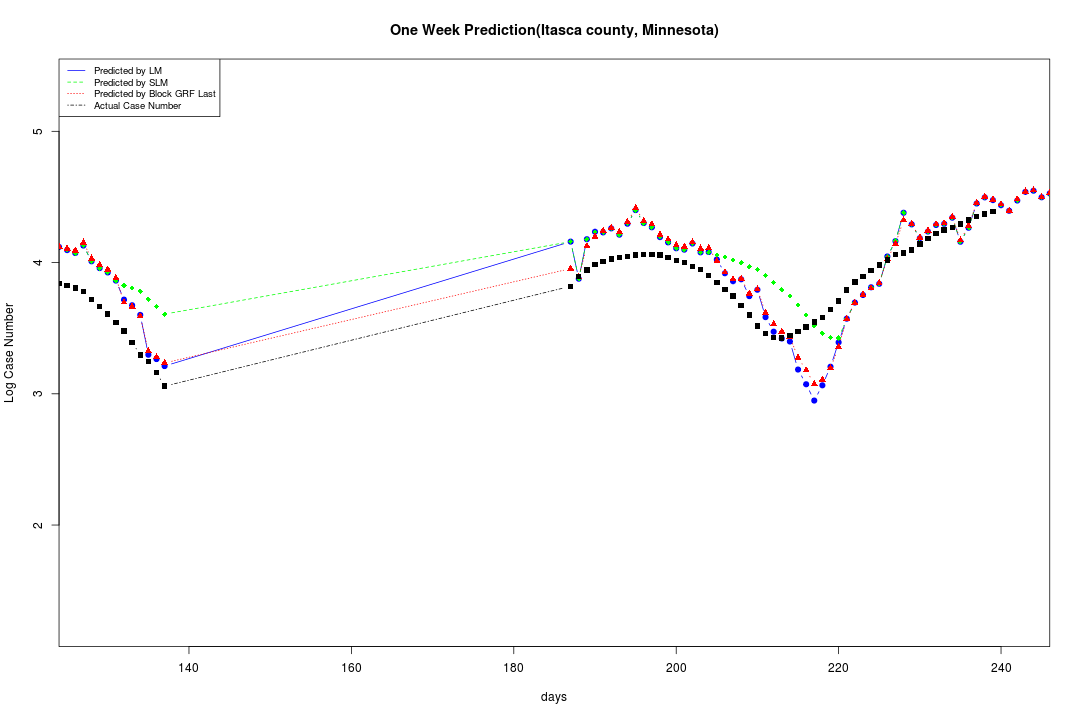 One Week Prediction(Itasca county, Minnesota)
Predicted by LM
Predicted by SLM
Predicted by Block GRF Last
Actual Case Number
5
4
3
2
Log Case Number
140 160 180 200 220 240
days